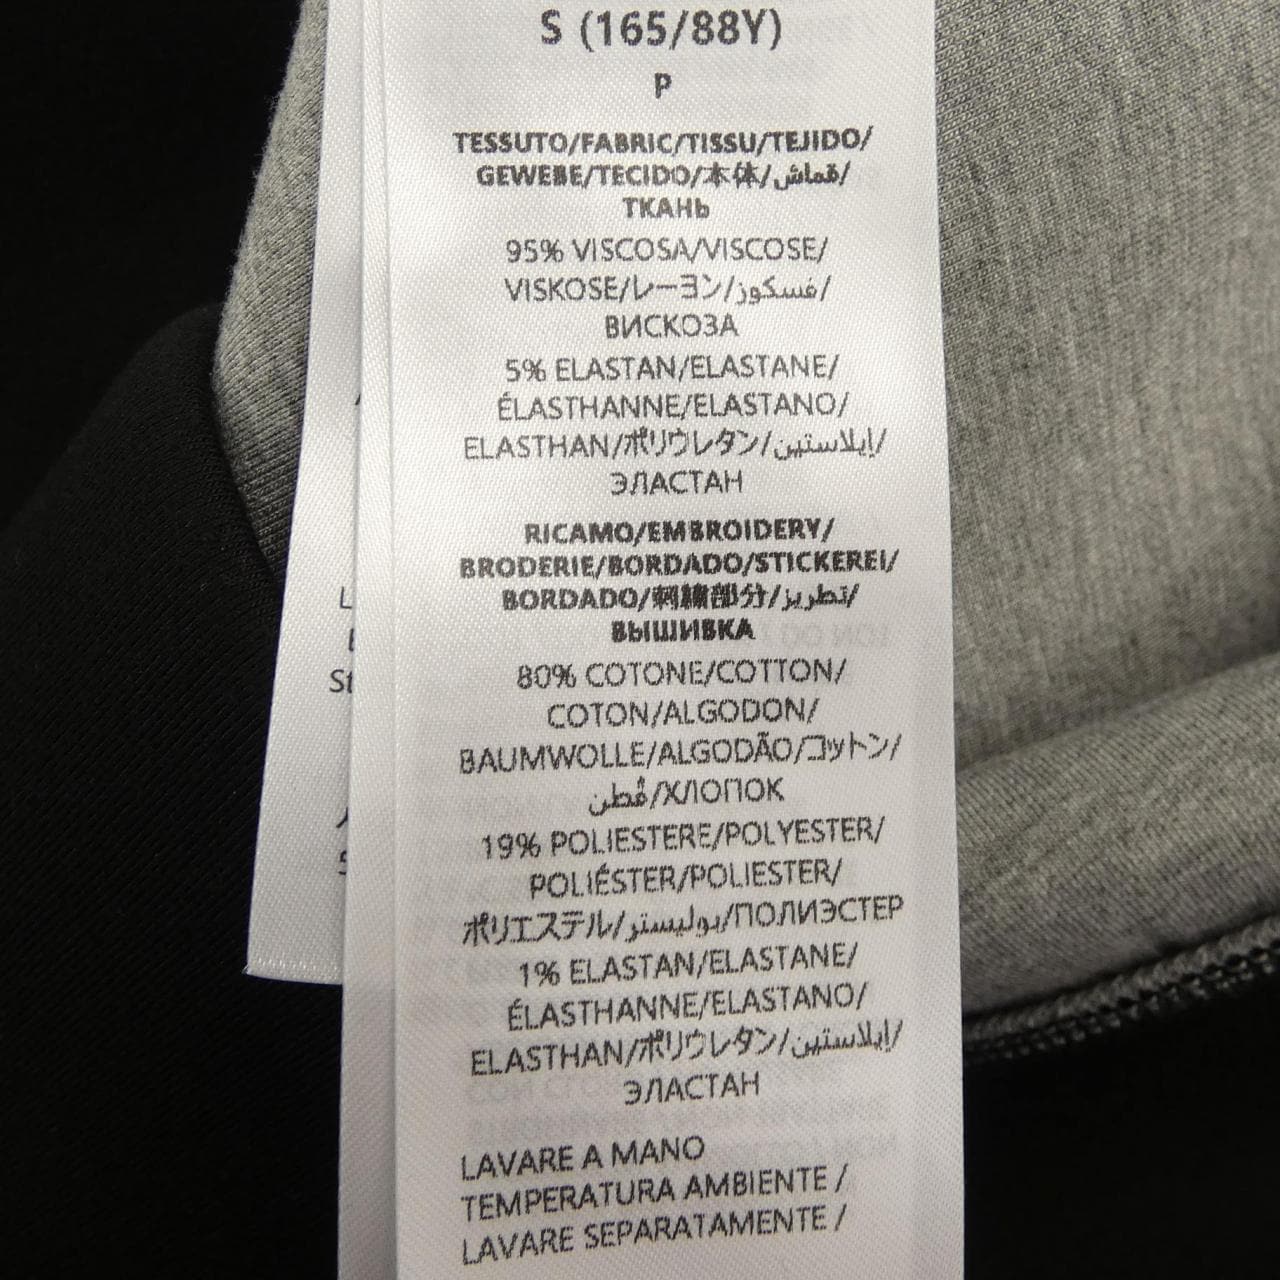 S (165/88Y)
P
TESSUTO/FABRIC/TISSU/TEJIDO/
GEWEBE/TECIDO/本体/قماش/
ТКАНЬ
95% VISCOSA/VISCOSE/
VISKOSE/レーヨン/فسكوز/
ВИСКОЗА
5% ELASTAN/ELASTANE/
ÉLASTHANNE/ELASTANO/
ELASTHAN/ポリウレタン/إيلاستين/
ЭЛАСТАН
RICAMO/EMBROIDERY/
BRODERIE/BORDADO/STICKEREI/
BORDADO/刺繍部分/تطريز/
ВЫШИВКА
80% COTONE/COTTON/
COTON/ALGODON/
BAUMWOLLE/ALGODÃO/コットン/
قُطن/ХЛОПОК
19% POLIESTERE/POLYESTER/
POLIÉSTER/POLIESTER/
ポリエステル/بوليستر/ПОЛИЭСТЕР
1% ELASTAN/ELASTANE/
ÉLASTHANNE/ELASTANO/
ELASTHAN/ポリウレタン/إيلاستين/
ЭЛАСТАН
LAVARE A MANO
TEMPERATURA AMBIENTE /
LAVARE SEPARATAMENTE /